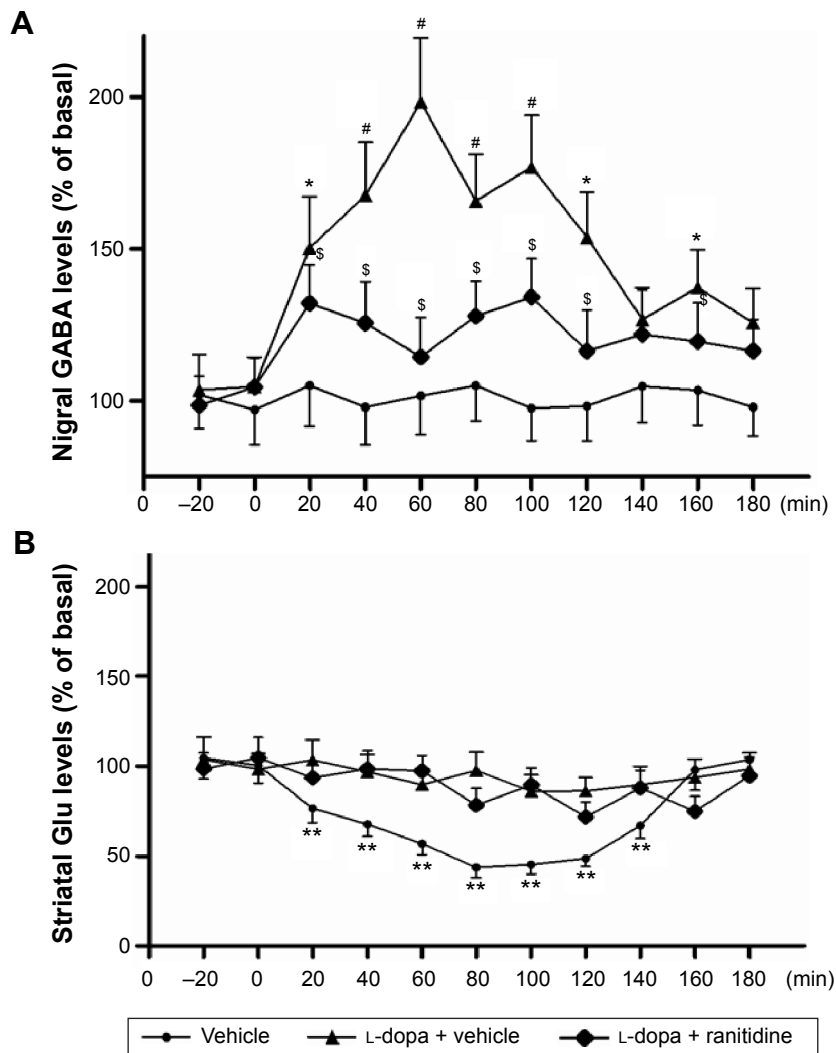 A
Nigral GABA levels (% of basal)
200
150
100
#
#
#
#
*
*
*
$
$
$
$
$
$
$
0 –20 0 20 40 60 80 100 120 140 160 180 (min)
B
Striatal Glu levels (% of basal)
200
150
100
50
0
** ** ** ** ** ** **
0 –20 0 20 40 60 80 100 120 140 160 180 (min)
Vehicle L-dopa + vehicle L-dopa + ranitidine